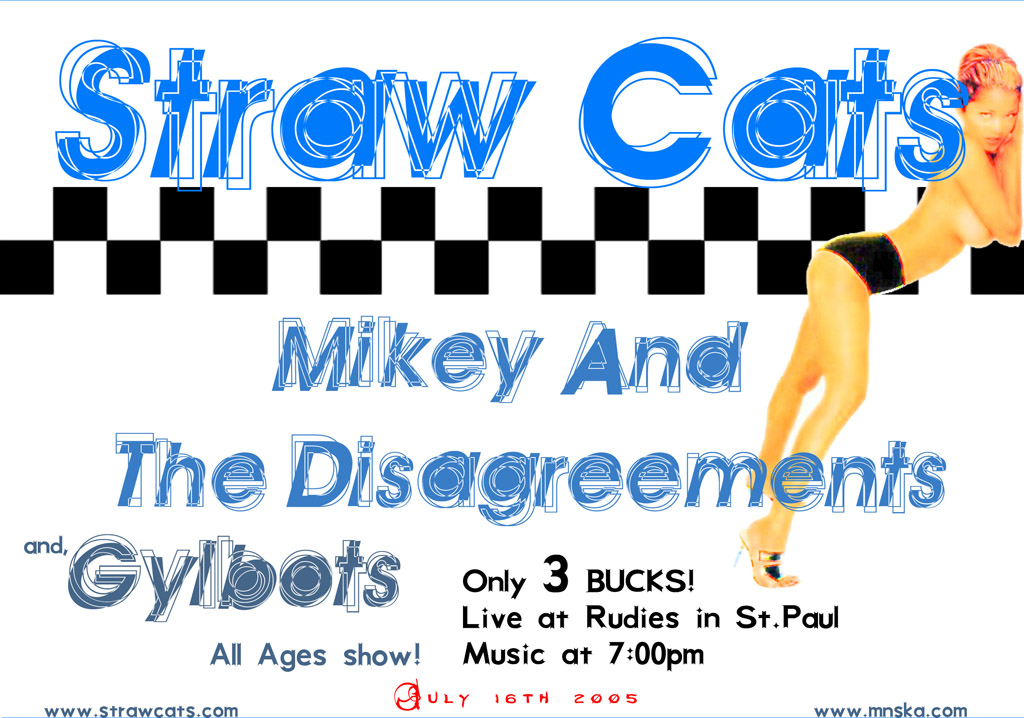 Straw Cats
Mikey And
The Disagreements
and, Gylbots
Only 3 BUCKS!
Live at Rudies in St.Paul
All Ages show!
Music at 7:00pm
July 16th 2005
www.strawcats.com
www.mnska.com